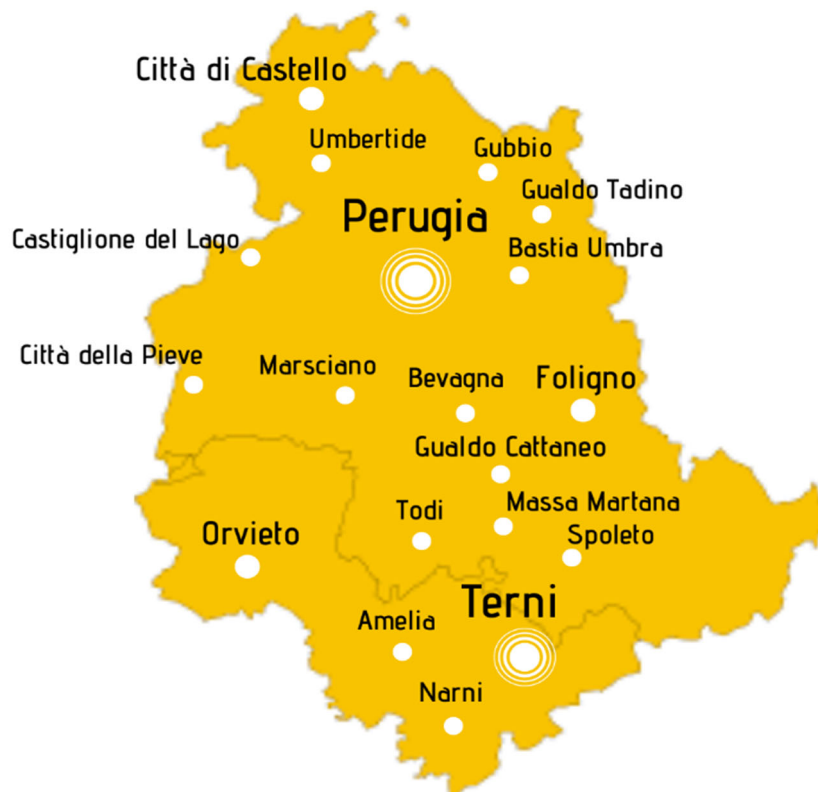 Città di Castello
Umbertide
Gubbio
Gualdo Tadino
Perugia
Castiglione del Lago
Bastia Umbra
Città della Pieve
Marsciano
Bevagna
Foligno
Gualdo Cattaneo
Todi
Massa Martana
Orvieto
Spoleto
Terni
Amelia
Narni